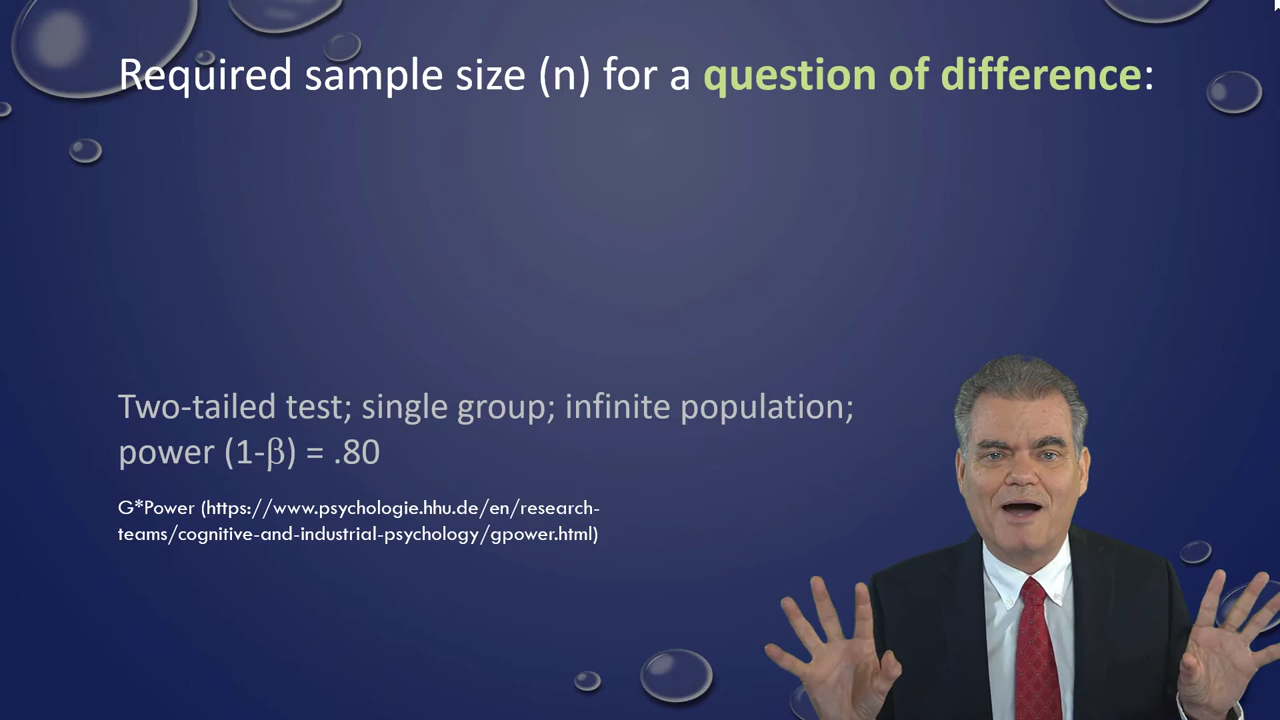 Required sample size (n) for a question of difference:
Two-tailed test; single group; infinite population;
power (1-β) = .80
G*Power (https://www.psychologie.hhu.de/en/research-
teams/cognitive-and-industrial-psychology/gpower.html)